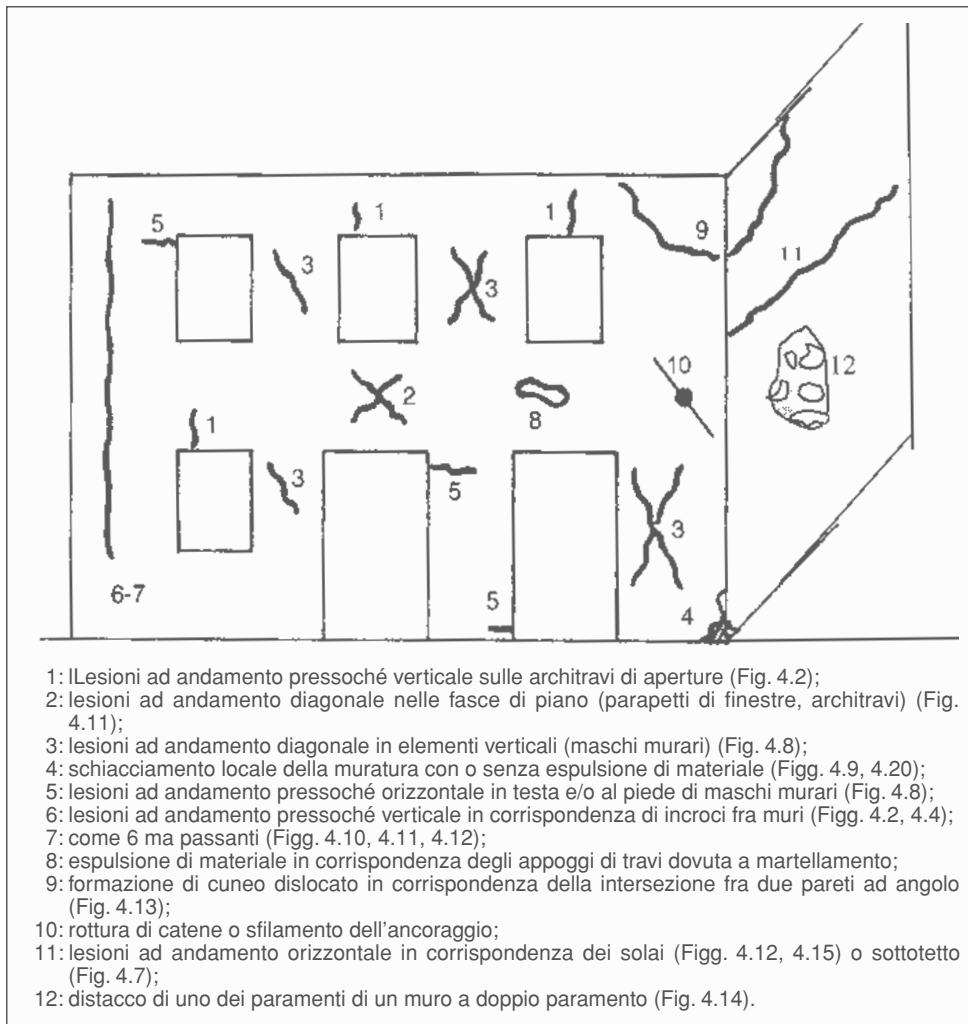 5
1
1
9
3
3
11
10
12
2
8
1
3
5
3
6-7
5
4
1: lLesioni ad andamento pressoché verticale sulle architravi di aperture (Fig. 4.2);
2: lesioni ad andamento diagonale nelle fasce di piano (parapetti di finestre, architravi) (Fig.
4.11);
3: lesioni ad andamento diagonale in elementi verticali (maschi murari) (Fig. 4.8);
4: schiacciamento locale della muratura con o senza espulsione di materiale (Figg. 4.9, 4.20);
5: lesioni ad andamento pressoché orizzontale in testa e/o al piede di maschi murari (Fig. 4.8);
6: lesioni ad andamento pressoché verticale in corrispondenza di incroci fra muri (Figg. 4.2, 4.4);
7: come 6 ma passanti (Figg. 4.10, 4.11, 4.12);
8: espulsione di materiale in corrispondenza degli appoggi di travi dovuta a martellamento;
9: formazione di cuneo dislocato in corrispondenza della intersezione fra due pareti ad angolo
(Fig. 4.13);
10: rottura di catene o sfilamento dell'ancoraggio;
11: lesioni ad andamento orizzontale in corrispondenza dei solai (Figg. 4.12, 4.15) o sottotetto
(Fig. 4.7);
12: distacco di uno dei paramenti di un muro a doppio paramento (Fig. 4.14).